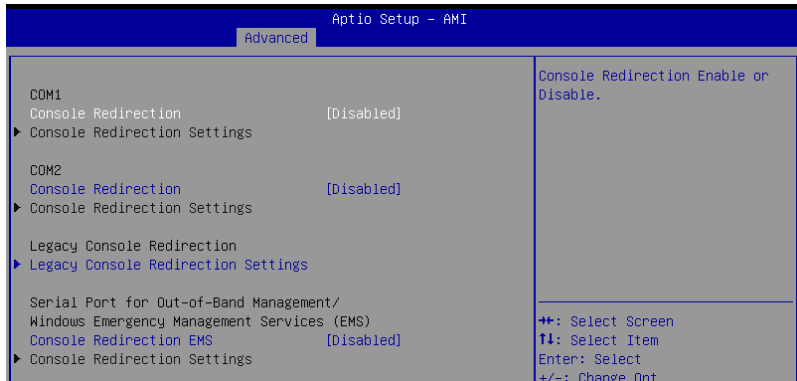 Aptio Setup – AMI
Advanced
COM1
Console Redirection [Disabled]
Console Redirection Settings
COM2
Console Redirection [Disabled]
Console Redirection Settings
Legacy Console Redirection
Legacy Console Redirection Settings
Serial Port for Out-of-Band Management/
Windows Emergency Management Services (EMS)
Console Redirection EMS [Disabled]
Console Redirection Settings
Console Redirection Enable or
Disable.
→←: Select Screen
↑↓: Select Item
Enter: Select
+/-: Change Opt.